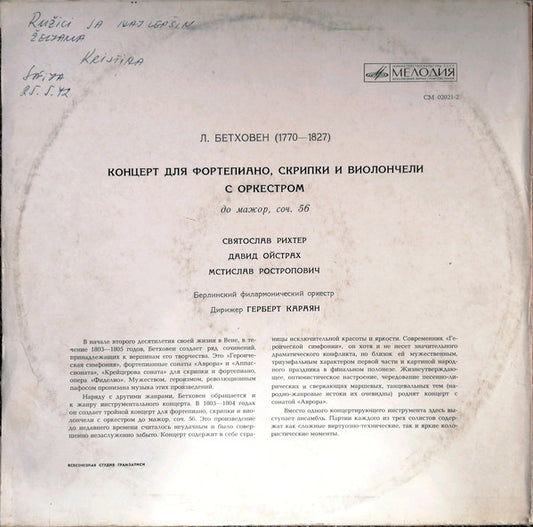 Ružici sa najlepšim
željama
Kristina
25.5.72
МЕЛОДИЯ
СМ 02021-2
Л. БЕТХОВЕН (1770—1827)
КОНЦЕРТ ДЛЯ ФОРТЕПИАНО, СКРИПКИ И ВИОЛОНЧЕЛИ
С ОРКЕСТРОМ
до мажор, соч. 56
СВЯТОСЛАВ РИХТЕР
ДАВИД ОЙСТРАХ
МСТИСЛАВ РОСТРОПОВИЧ
Берлинский филармонический оркестр
Дирижер ГЕРБЕРТ КАРАЯН
В начале второго десятилетия своей жизни в Вене, в те-
чение 1803—1805 годов, Бетховен создает ряд сочинений,
принадлежащих к вершинам его творчества. Это «Героиче-
ская симфония», фортепианные сонаты «Аврора» и «Аппас-
сионата», «Крейцерова соната» для скрипки и фортепиано,
опера «Фиделио». Мужеством, героизмом, революционным
пафосом пронизана музыка этих произведений.
Наряду с другими жанрами, Бетховен обращается и
к жанру инструментального концерта. В 1803—1804 годах
он создает тройной концерт для фортепиано, скрипки и вио-
лончели с оркестром до мажор, соч. 56. Это произведение
до недавнего времени считалось неудачным и было совер-
шенно незаслуженно забыто. Концерт содержит в себе стра-
ницы исключительной красоты и яркости. Современник «Ге-
роической симфонии», он хотя и не несет значительного
драматического конфликта, но близок ей мужественным,
триумфальным характером первой части и картиной народ-
ного праздника в финальном полонезе. Жизнеутверждаю-
щее, оптимистическое настроение, чередование песенно-ли-
рических и сверкающих маршевых, танцевальных тем (на-
родно-жанровые истоки их очевидны) роднит концерт с
сонатой «Аврора».
Вместо одного концертирующего инструмента здесь вы-
ступает ансамбль. Партии каждого из трех солистов содер-
жат как сложные виртуозно-технические, так и яркие коло-
ристические моменты.
ВСЕСОЮЗНАЯ СТУДИЯ ГРАМЗАПИСИ